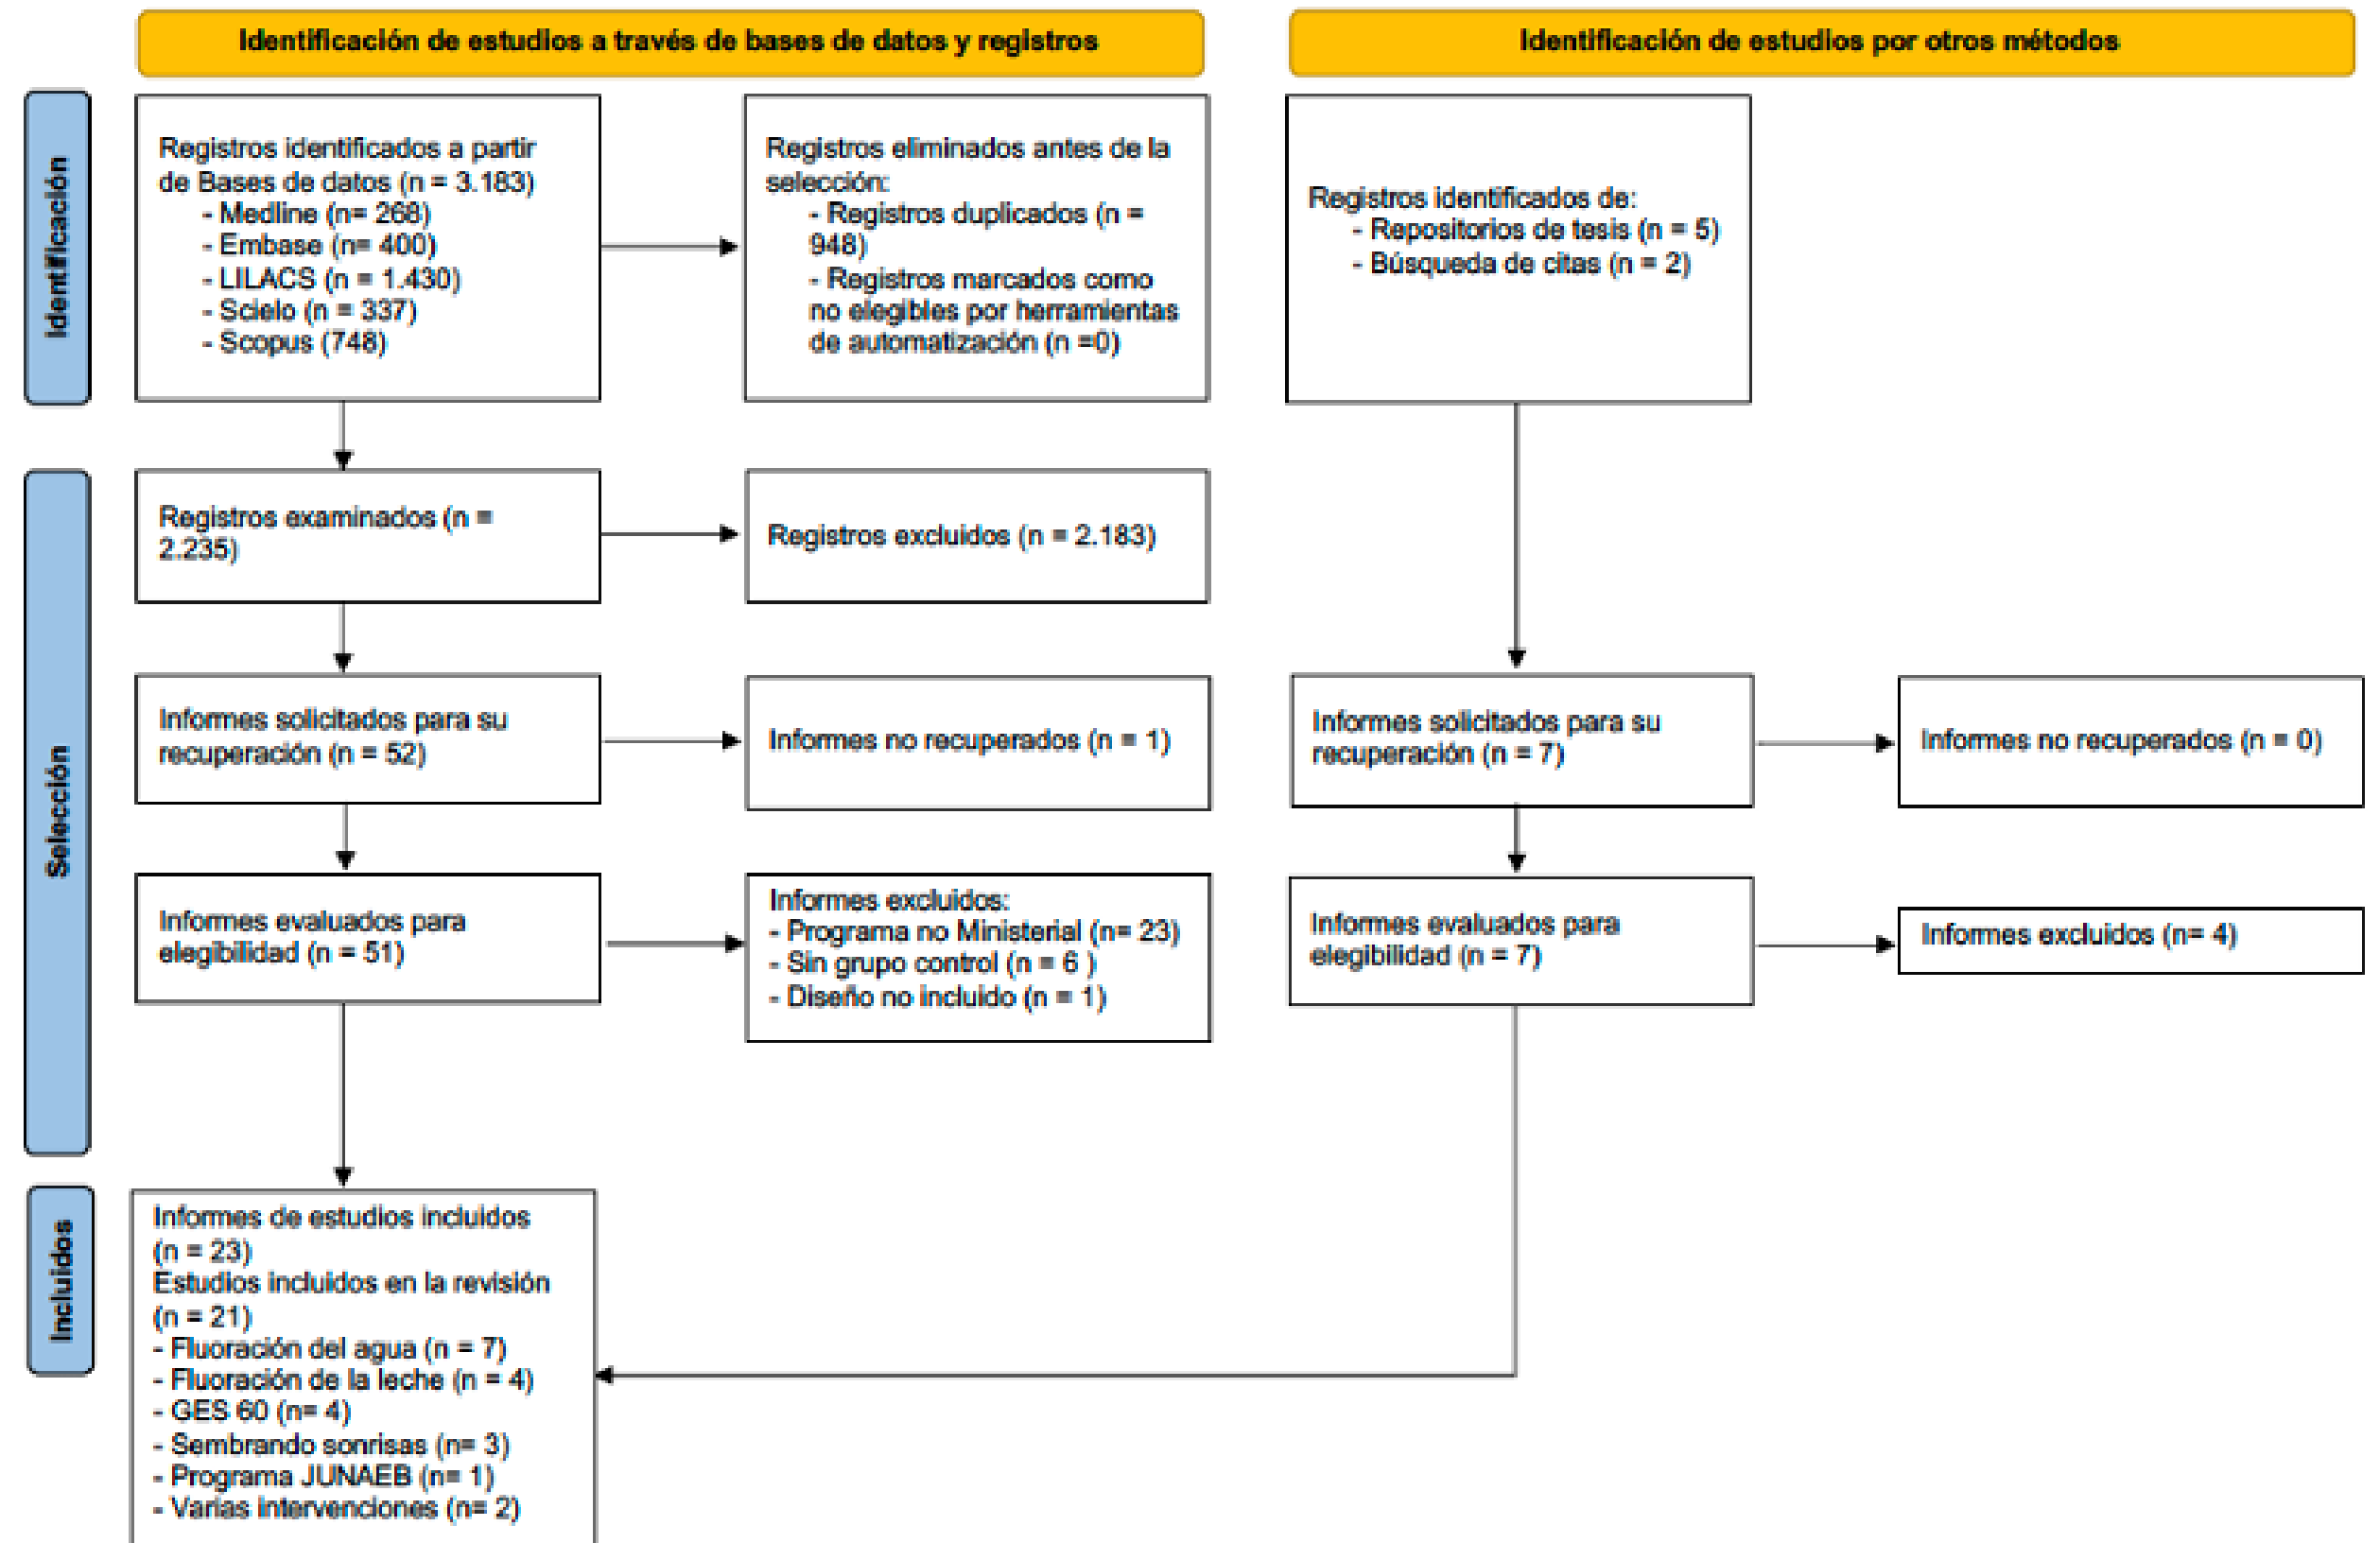 Identificación de estudios a través de bases de datos y registros
Identificación de estudios por otros métodos
Identificación
Registros identificados a partir
de Bases de datos (n = 3.183)
- Medline (n= 268)
- Embase (n= 400)
- LILACS (n = 1.430)
- Scielo (n = 337)
- Scopus (748)
Registros eliminados antes de la
selección:
- Registros duplicados (n =
948)
- Registros marcados como
no elegibles por herramientas
de automatización (n =0)
Registros identificados de:
- Repositorios de tesis (n = 5)
- Búsqueda de citas (n = 2)
Selección
Registros examinados (n =
2.235)
Registros excluidos (n = 2.183)
Informes solicitados para su
recuperación (n = 52)
Informes no recuperados (n = 1)
Informes solicitados para su
recuperación (n = 7)
Informes no recuperados (n = 0)
Informes evaluados para
elegibilidad (n = 51)
Informes excluidos:
- Programa no Ministerial (n= 23)
- Sin grupo control (n = 6 )
- Diseño no incluido (n = 1)
Informes evaluados para
elegibilidad (n = 7)
Informes excluidos (n= 4)
Incluidos
Informes de estudios incluidos
(n = 23)
Estudios incluidos en la revisión
(n = 21)
- Fluoración del agua (n = 7)
- Fluoración de la leche (n = 4)
- GES 60 (n= 4)
- Sembrando sonrisas (n= 3)
- Programa JUNAEB (n= 1)
- Varias intervenciones (n= 2)